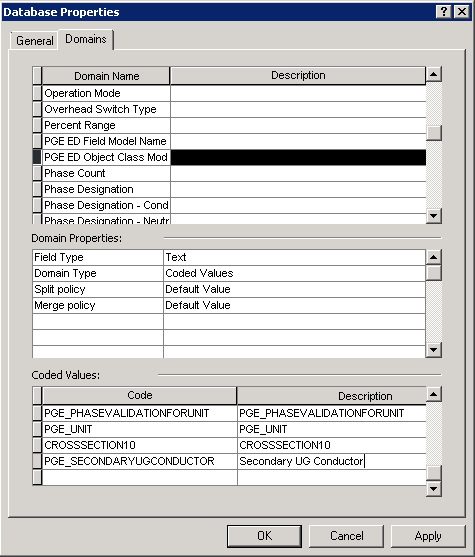 Database Properties
General Domains
Domain Name Description
Operation Mode
Overhead Switch Type
Percent Range
PGE ED Field Model Name
PGE ED Object Class Mod
Phase Count
Phase Designation
Phase Designation - Cond
Phase Designation - Neutr
Domain Properties:
Field Type Text
Domain Type Coded Values
Split policy Default Value
Merge policy Default Value
Coded Values:
Code Description
PGE_PHASEVALIDATIONFORUNIT PGE_PHASEVALIDATIONFORUNIT
PGE_UNIT PGE_UNIT
CROSSSECTION10 CROSSSECTION10
PGE_SECONDARYUGCONDUCTOR Secondary UG Conductor
OK Cancel Apply